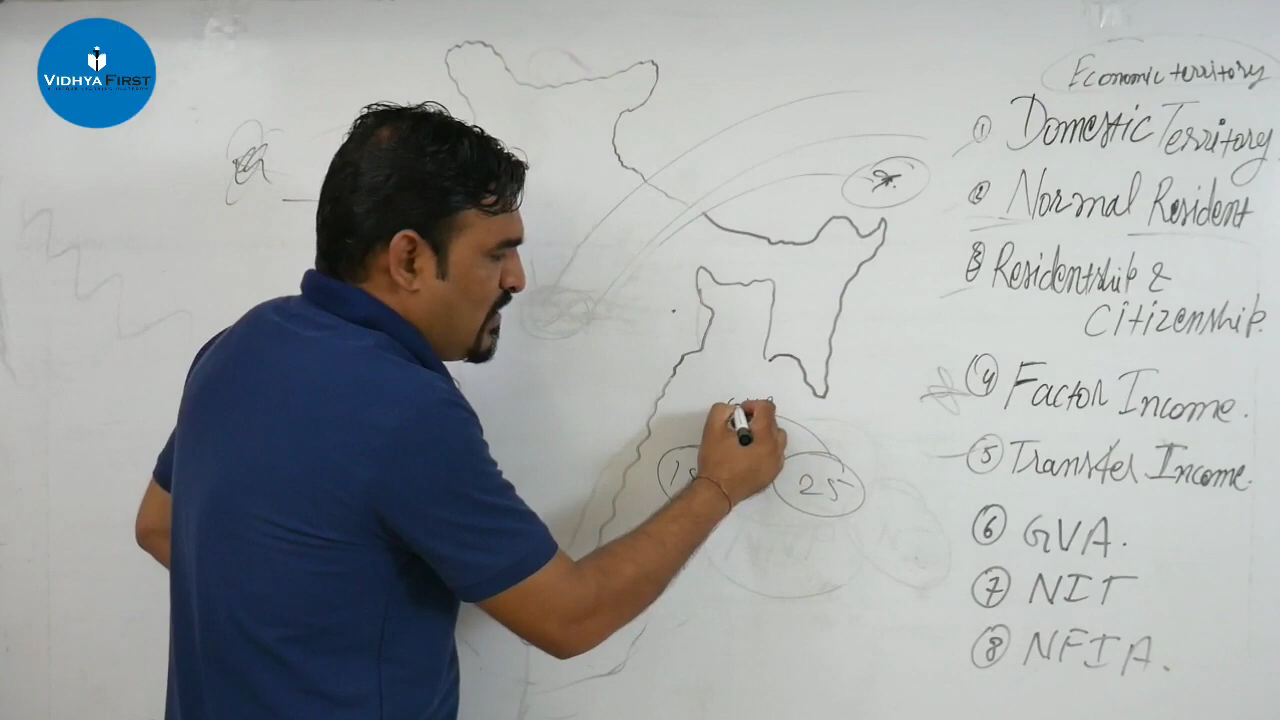 VIDHYA FIRST
Economic territory
① Domestic Territory
② Normal Resident
③ Residentship &
Citizenship.
④ Factor Income.
⑤ Transfer Income.
⑥ GVA.
⑦ NIT
⑧ NFIA.
25